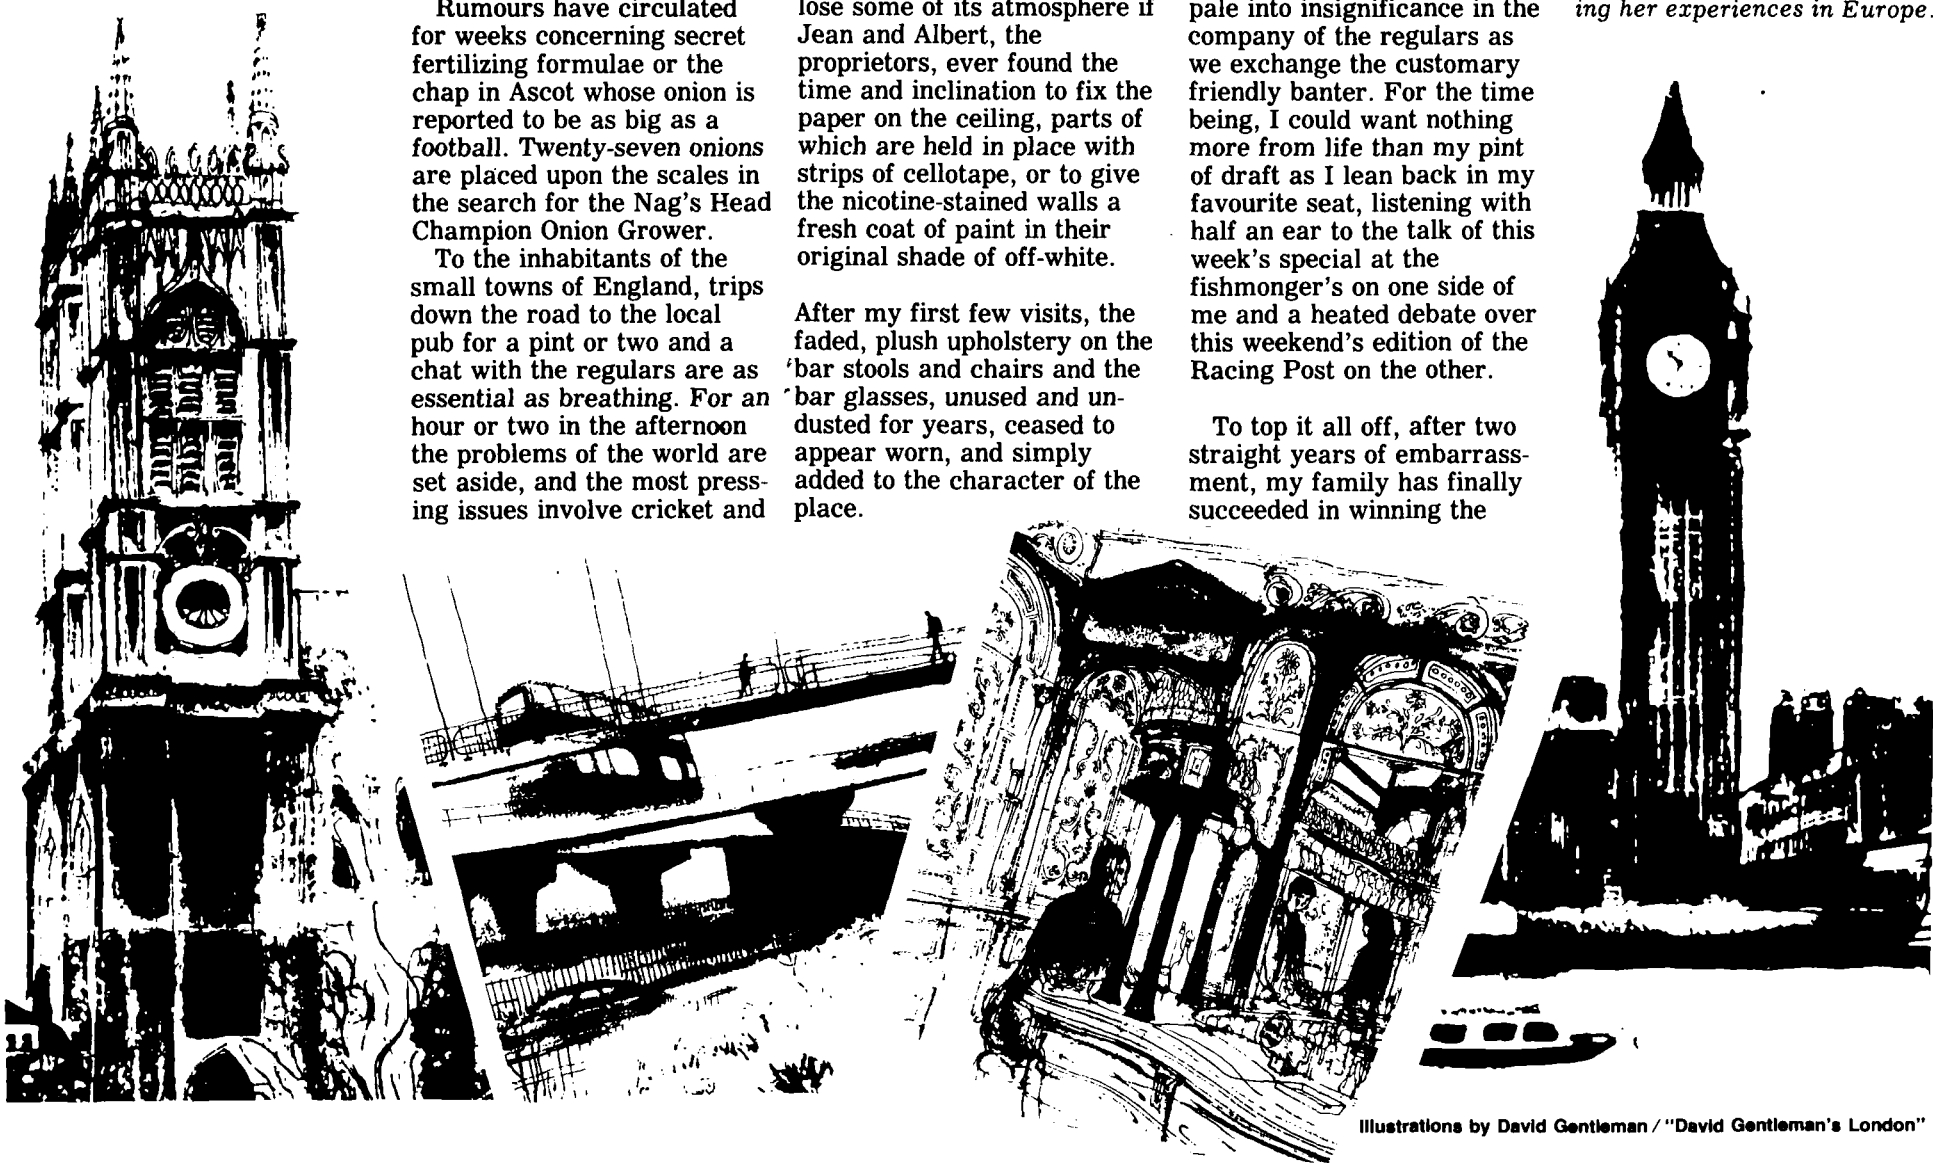 Rumours have circulated
for weeks concerning secret
fertilizing formulae or the
chap in Ascot whose onion is
reported to be as big as a
football. Twenty-seven onions
are placed upon the scales in
the search for the Nag's Head
Champion Onion Grower.
To the inhabitants of the
small towns of England, trips
down the road to the local
pub for a pint or two and a
chat with the regulars are as
essential as breathing. For an
hour or two in the afternoon
the problems of the world are
set aside, and the most press-
ing issues involve cricket and
lose some of its atmosphere if
Jean and Albert, the
proprietors, ever found the
time and inclination to fix the
paper on the ceiling, parts of
which are held in place with
strips of cellotape, or to give
the nicotine-stained walls a
fresh coat of paint in their
original shade of off-white.
After my first few visits, the
faded, plush upholstery on the
bar stools and chairs and the
bar glasses, unused and un-
dusted for years, ceased to
appear worn, and simply
added to the character of the
place.
pale into insignificance in the
company of the regulars as
we exchange the customary
friendly banter. For the time
being, I could want nothing
more from life than my pint
of draft as I lean back in my
favourite seat, listening with
half an ear to the talk of this
week's special at the
fishmonger's on one side of
me and a heated debate over
this weekend's edition of the
Racing Post on the other.
To top it all off, after two
straight years of embarrass-
ment, my family has finally
succeeded in winning the
ing her experiences in Europe.
11
Illustrations by David Gentleman / "David Gentleman's London"